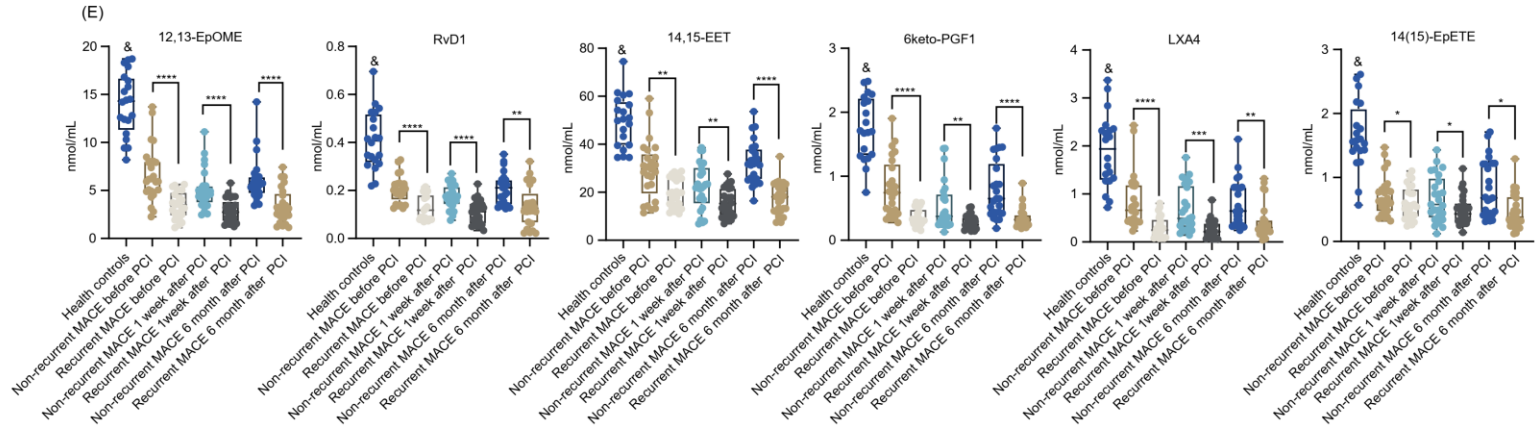 (E)
12,13-EpOME
nmol/mL
20
15
10
5
0
&
****
****
****
Health controls
Non-recurrent MACE before PCI
Recurrent MACE before PCI
Non-recurrent MACE 1 week after PCI
Recurrent MACE 1week after PCI
Non-recurrent MACE 6 month after PCI
Recurrent MACE 6 month after PCI
RvD1
nmol/mL
0.8
0.6
0.4
0.2
0.0
&
****
****
**
Health controls
Non-recurrent MACE before PCI
Recurrent MACE before PCI
Non-recurrent MACE 1 week after PCI
Recurrent MACE 1week after PCI
Non-recurrent MACE 6 month after PCI
Recurrent MACE 6 month after PCI
14,15-EET
nmol/mL
80
60
40
20
0
&
**
**
****
Health controls
Non-recurrent MACE before PCI
Recurrent MACE before PCI
Non-recurrent MACE 1 week after PCI
Recurrent MACE 1week after PCI
Non-recurrent MACE 6 month after PCI
Recurrent MACE 6 month after PCI
6keto-PGF1
nmol/mL
3
2
1
0
&
****
**
****
Health controls
Non-recurrent MACE before PCI
Recurrent MACE before PCI
Non-recurrent MACE 1 week after PCI
Recurrent MACE 1week after PCI
Non-recurrent MACE 6 month after PCI
Recurrent MACE 6 month after PCI
LXA4
nmol/mL
4
3
2
1
0
&
****
***
**
Health controls
Non-recurrent MACE before PCI
Recurrent MACE before PCI
Non-recurrent MACE 1 week after PCI
Recurrent MACE 1week after PCI
Non-recurrent MACE 6 month after PCI
Recurrent MACE 6 month after PCI
14(15)-EpETE
nmol/mL
3
2
1
0
&
*
*
*
Health controls
Non-recurrent MACE before PCI
Recurrent MACE before PCI
Non-recurrent MACE 1 week after PCI
Recurrent MACE 1week after PCI
Non-recurrent MACE 6 month after PCI
Recurrent MACE 6 month after PCI